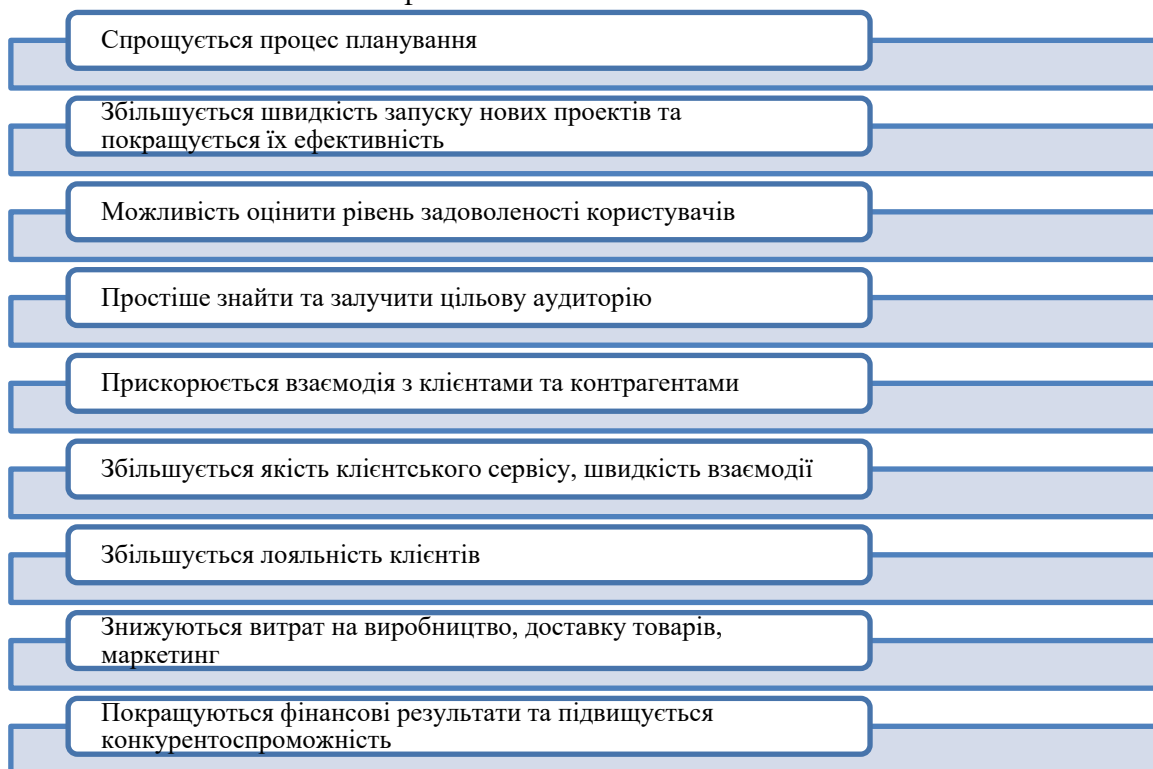 Спрощується процес планування
Збільшується швидкість запуску нових проектів та
покращується їх ефективність
Можливість оцінити рівень задоволеності користувачів
Простіше знайти та залучити цільову аудиторію
Прискорюється взаємодія з клієнтами та контрагентами
Збільшується якість клієнтського сервісу, швидкість взаємодії
Збільшується лояльність клієнтів
Знижуються витрат на виробництво, доставку товарів,
маркетинг
Покращуються фінансові результати та підвищується
конкурентоспроможність